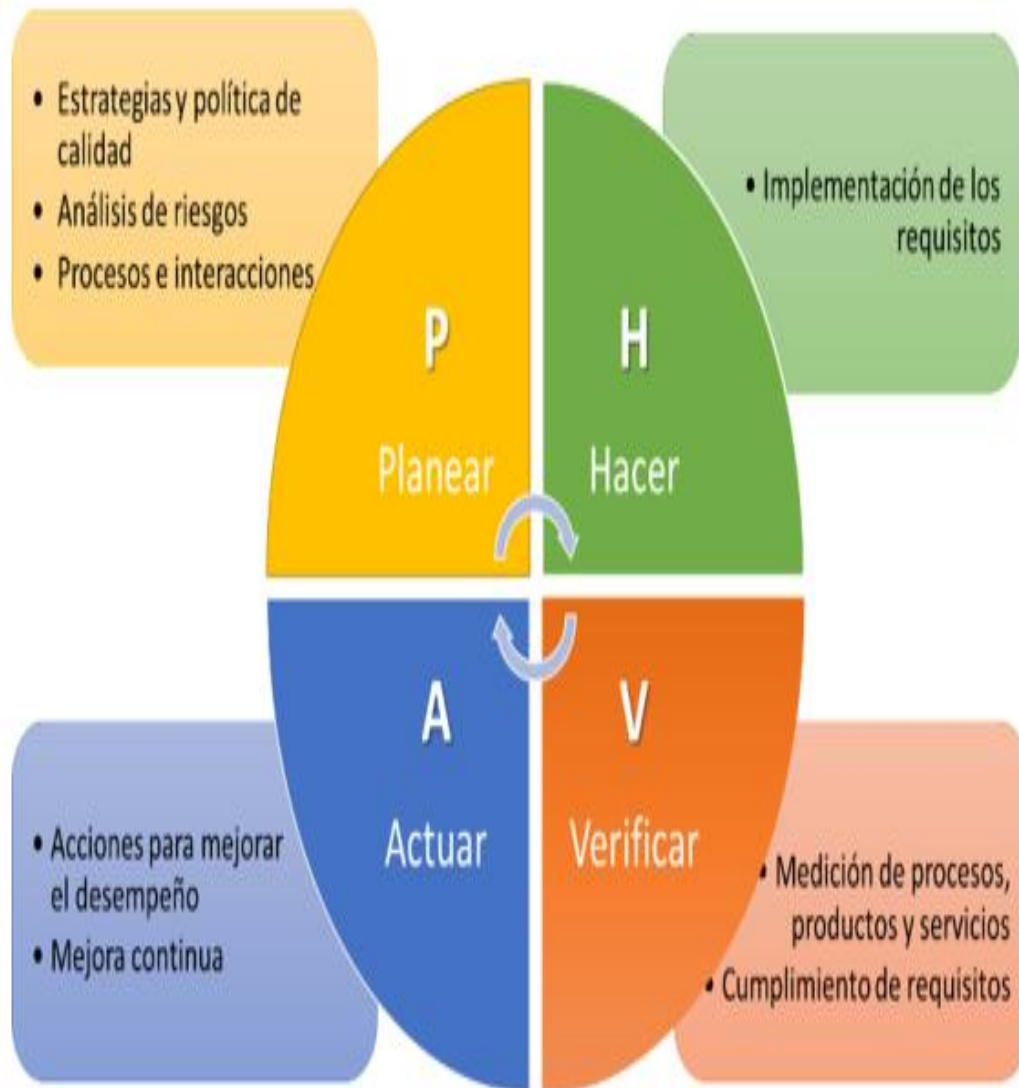 • Estrategias y política de
calidad
• Análisis de riesgos
• Procesos e interacciones
• Implementación de los
requisitos
P
Planear
H
Hacer
A
Actuar
V
Verificar
• Acciones para mejorar
el desempeño
• Mejora continua
• Medición de procesos,
productos y servicios
• Cumplimiento de requisitos